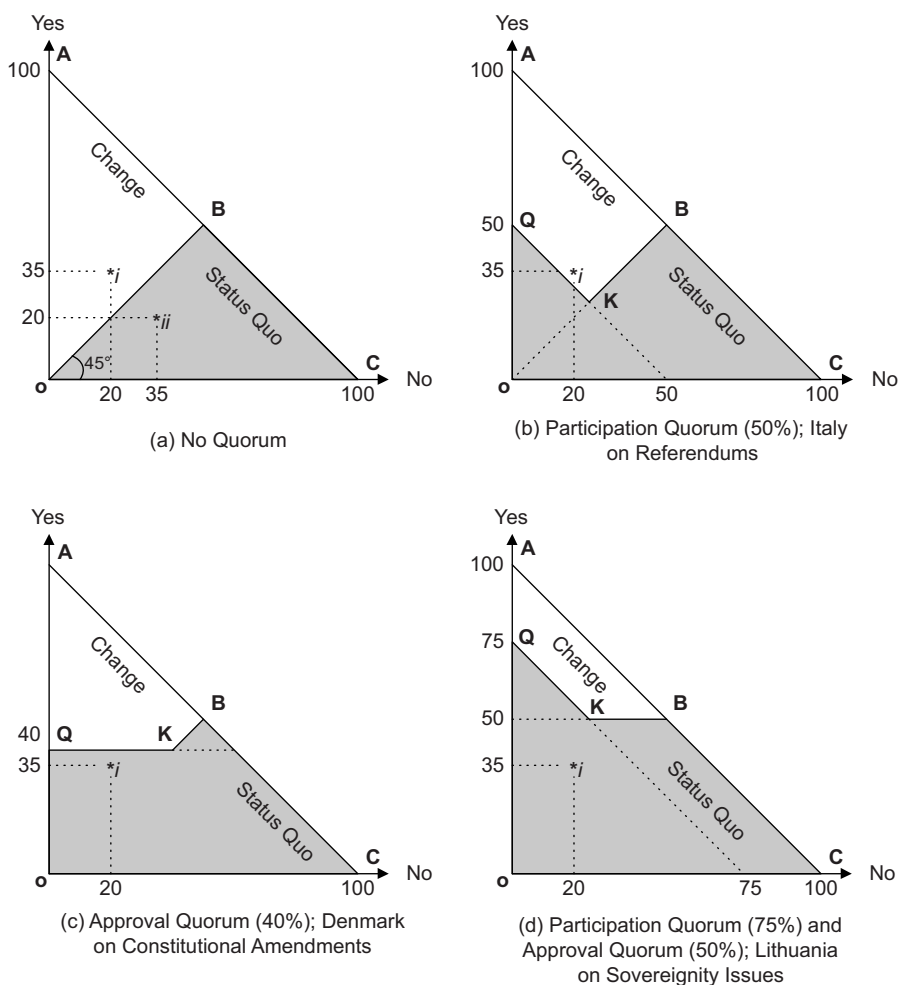 Yes
A
100
Change
B
35
*i
Status Quo
20
*ii
45°
C
o
20
35
100
No
(a) No Quorum
Yes
A
100
Change
B
50
Q
35
*i
K
Status Quo
C
o
20
50
100
No
(b) Participation Quorum (50%); Italy
on Referendums
Yes
A
Change
B
40
Q
K
35
*i
Status Quo
C
o
20
100
No
(c) Approval Quorum (40%); Denmark
on Constitutional Amendments
Yes
A
100
75
Q
Change
K
B
50
35
*i
Status Quo
C
o
20
75
100
No
(d) Participation Quorum (75%) and
Approval Quorum (50%); Lithuania
on Sovereignity Issues